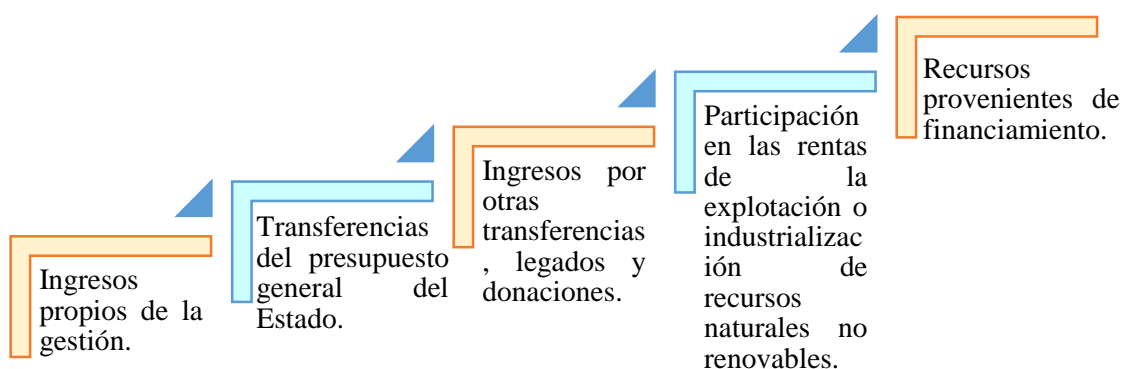 Ingresos
propios de la
gestión.
Transferencias
del presupuesto
general del
Estado.
Ingresos por
otras
transferencias
, legados y
donaciones.
Participación
en las rentas
de la
explotación o
industrializac
ión de
recursos
naturales no
renovables.
Recursos
provenientes de
financiamiento.